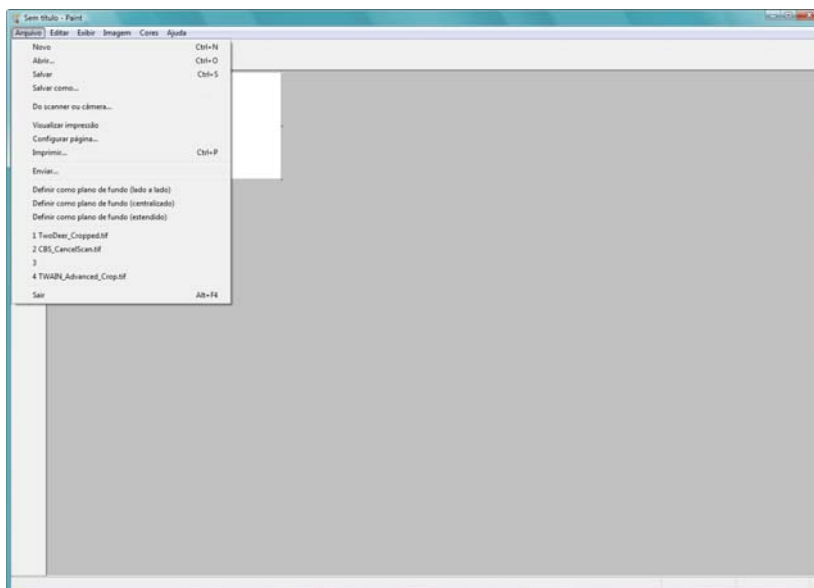 Sem título - Paint
Arquivo Editar Exibir Imagem Cores Ajuda
Novo Ctrl+N
Abrir... Ctrl+O
Salvar Ctrl+S
Salvar como...
Do scanner ou câmera...
Visualizar impressão
Configurar página...
Imprimir... Ctrl+P
Enviar...
Definir como plano de fundo (lado a lado)
Definir como plano de fundo (centralizado)
Definir como plano de fundo (estendido)
1 TwoDeer_Cropped.tif
2 CBS_CancelScan.tif
3
4 TWAIN_Advanced_Crop.tif
Sair Alt+F4